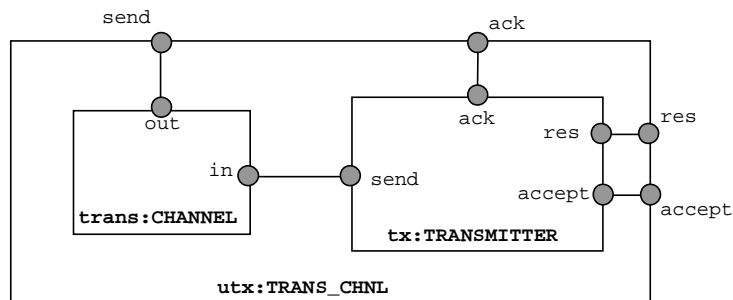 send
ack
out
ack
res
res
in
send
accept
accept
trans:CHANNEL
tx:TRANSMITTER
utx:TRANS_CHNL